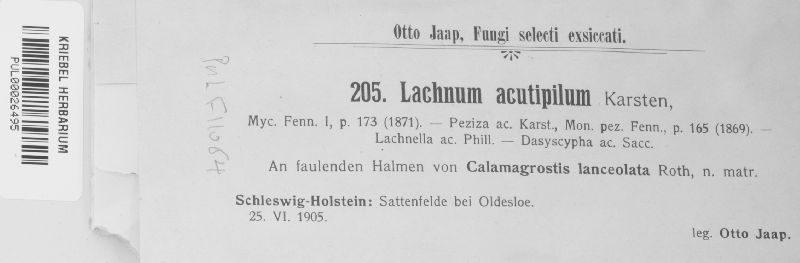 KRIEBEL HERBARIUM
PUL00026495
PUL F11084
Otto Jaap, Fungi selecti exsiccati.
205. Lachnum acutipilum Karsten,
Myc. Fenn. I, p. 173 (1871). — Peziza ac. Karst., Mon. pez. Fenn., p. 165 (1869). —
Lachnella ac. Phill. — Dasyscypha ac. Sacc.
An faulenden Halmen von Calamagrostis lanceolata Roth, n. matr.
Schleswig-Holstein: Sattenfelde bei Oldesloe.
25. VI. 1905.
leg. Otto Jaap.